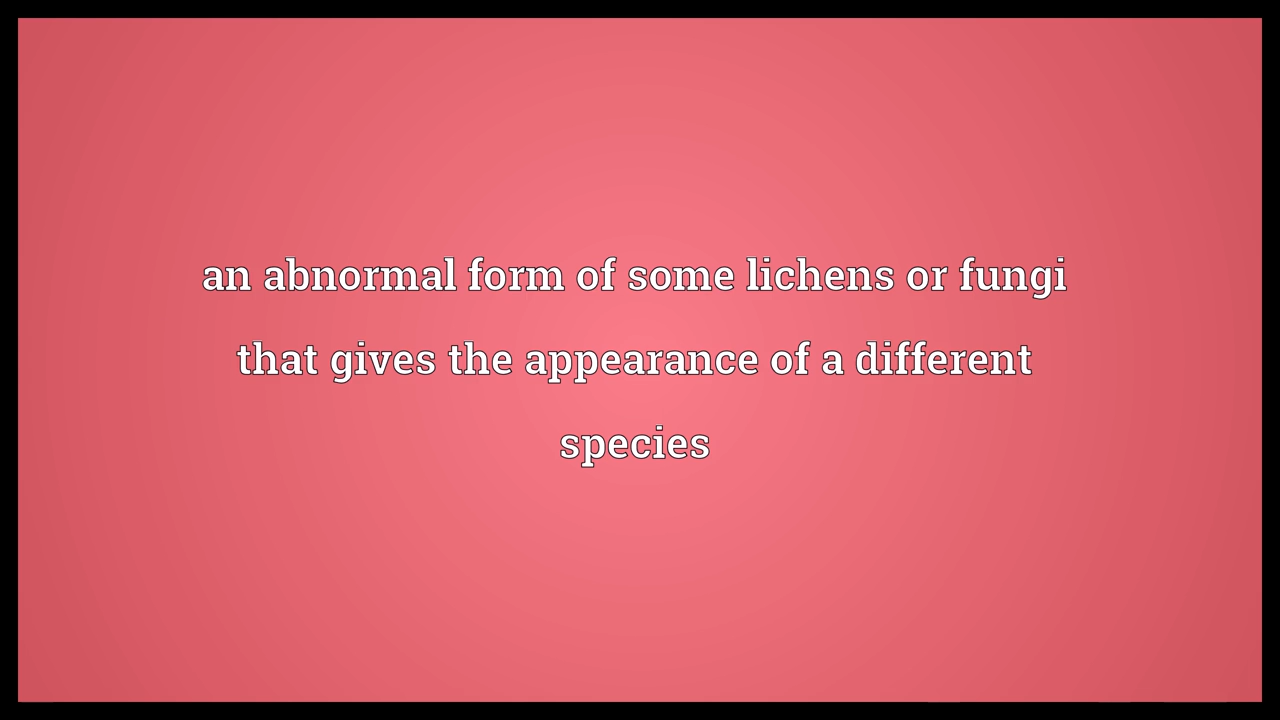 an abnormal form of some lichens or fungi
that gives the appearance of a different
species